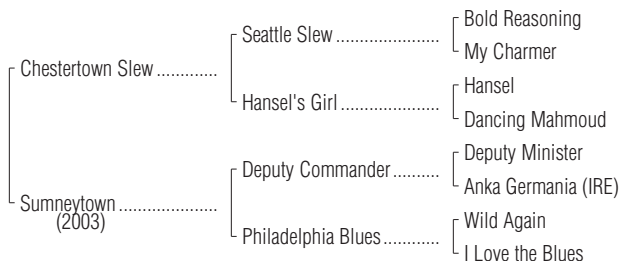 Bold Reasoning
Seattle Slew
My Charmer
Chestertown Slew
Hansel
Hansel's Girl
Dancing Mahmoud
Deputy Minister
Deputy Commander
Anka Germania (IRE)
Sumneytown
(2003)
Wild Again
Philadelphia Blues
I Love the Blues